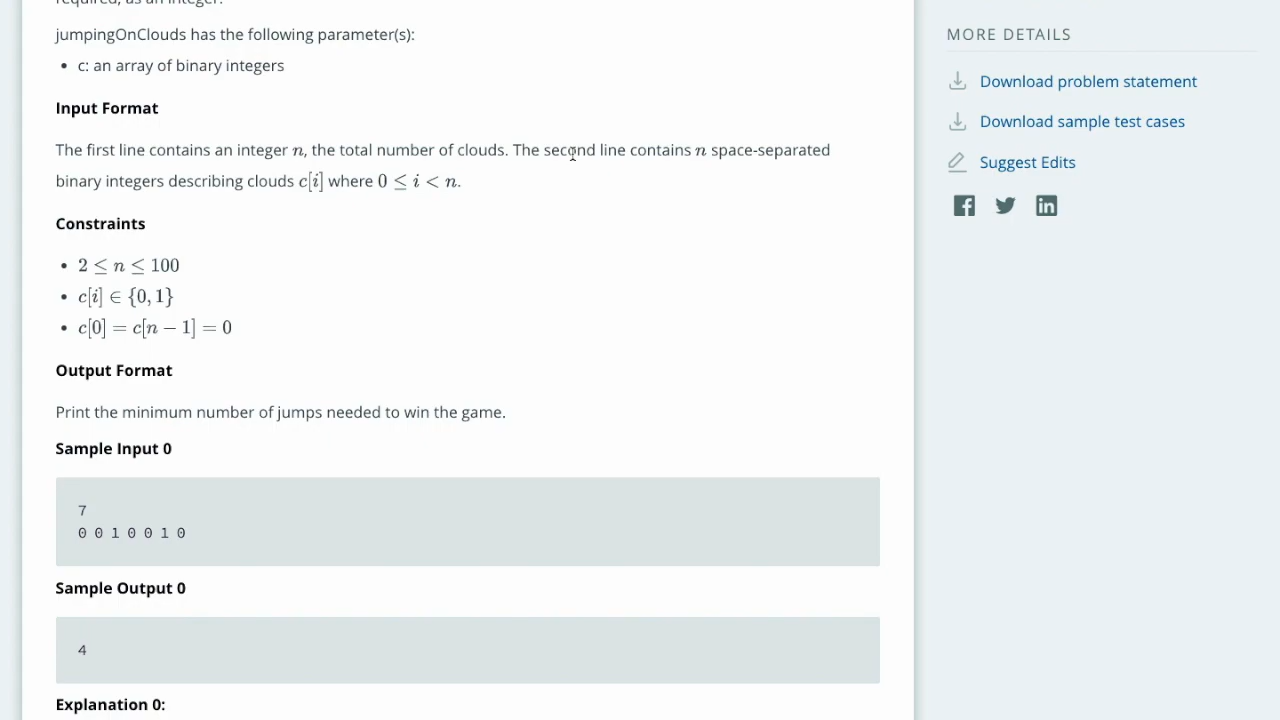 required, as an integer.
jumpingOnClouds has the following parameter(s):
• c: an array of binary integers
Input Format
The first line contains an integer n, the total number of clouds. The second line contains n space-separated
binary integers describing clouds c[i] where 0 ≤ i < n.
Constraints
• 2 ≤ n ≤ 100
• c[i] ∈ {0, 1}
• c[0] = c[n − 1] = 0
Output Format
Print the minimum number of jumps needed to win the game.
Sample Input 0
7
0 0 1 0 0 1 0
Sample Output 0
4
Explanation 0:
MORE DETAILS
Download problem statement
Download sample test cases
Suggest Edits